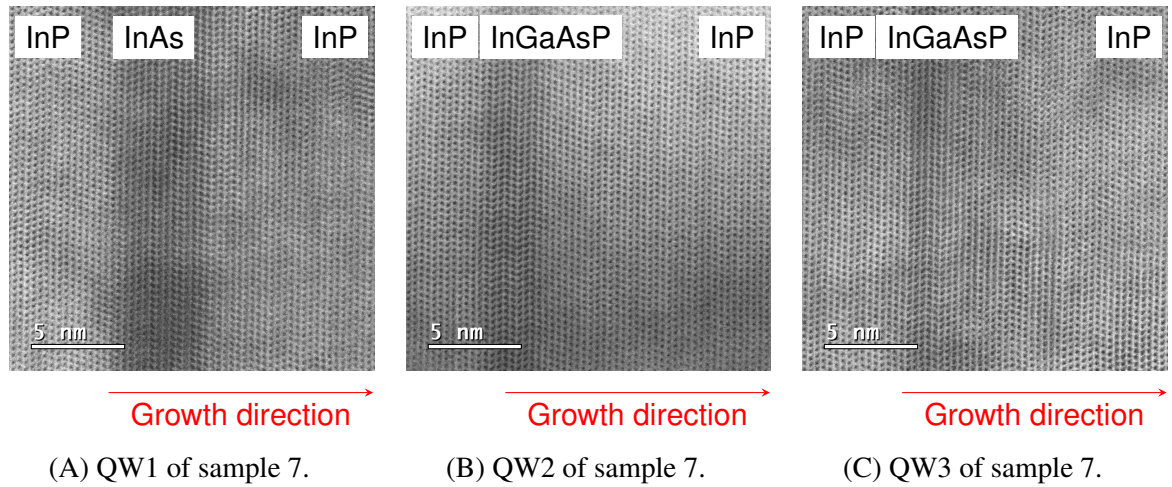 InP InAs InP
5 nm
Growth direction
(A) QW1 of sample 7.
InP InGaAsP InP
5 nm
Growth direction
(B) QW2 of sample 7.
InP InGaAsP InP
5 nm
Growth direction
(C) QW3 of sample 7.